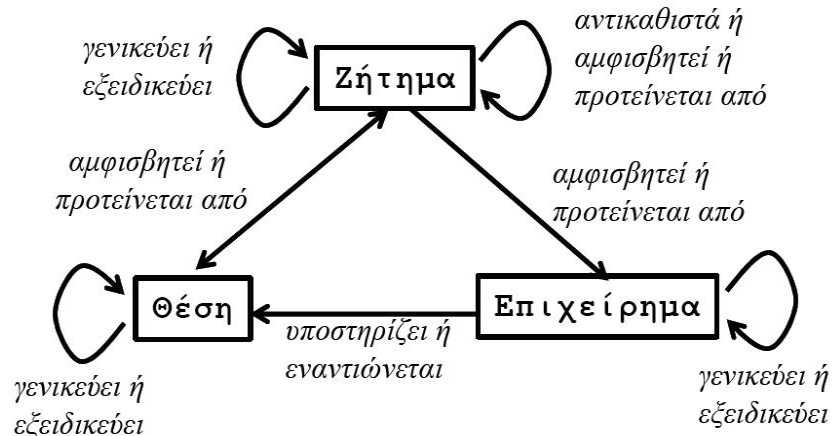 γενικεύει ή
εξειδικεύει
Ζήτημα
αντικαθιστά ή
αμφισβητεί ή
προτείνεται από
αμφισβητεί ή
προτείνεται από
αμφισβητεί ή
προτείνεται από
Θέση
υποστηρίζει ή
εναντιώνεται
Επιχείρημα
γενικεύει ή
εξειδικεύει
γενικεύει ή
εξειδικεύει